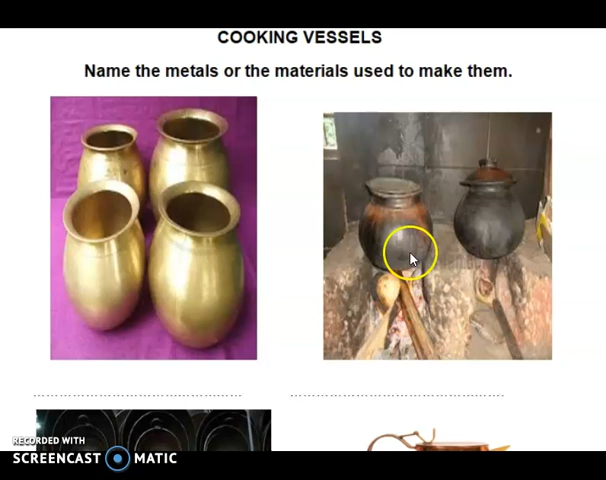 COOKING VESSELS
Name the metals or the materials used to make them.
RECORDED WITH
SCREENCAST MATIC